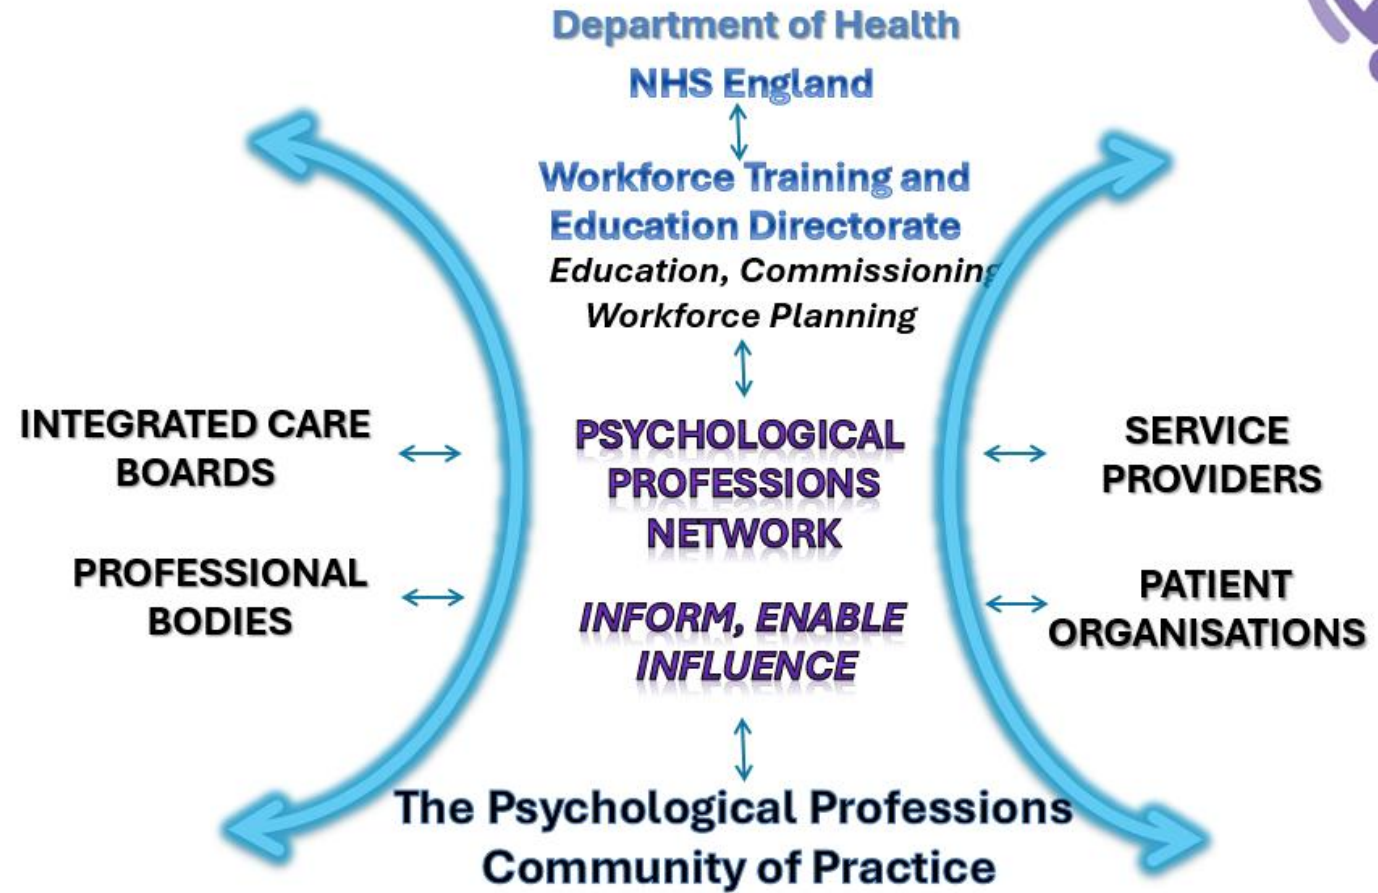 Department of Health
NHS England
Workforce Training and
Education Directorate
Education, Commissioning
Workforce Planning
INTEGRATED CARE
BOARDS
PROFESSIONAL
BODIES
PSYCHOLOGICAL
PROFESSIONS
NETWORK
INFORM, ENABLE
INFLUENCE
SERVICE
PROVIDERS
PATIENT
ORGANISATIONS
The Psychological Professions
Community of Practice